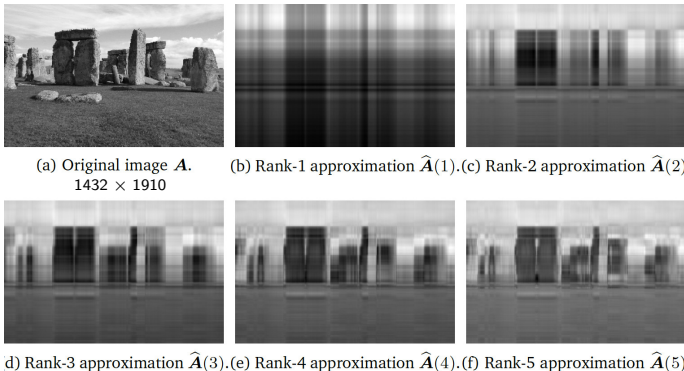 (a) Original image A.
1432 × 1910
(b) Rank-1 approximation Â(1).
(c) Rank-2 approximation Â(2)
d) Rank-3 approximation Â(3).
(e) Rank-4 approximation Â(4).
(f) Rank-5 approximation Â(5)